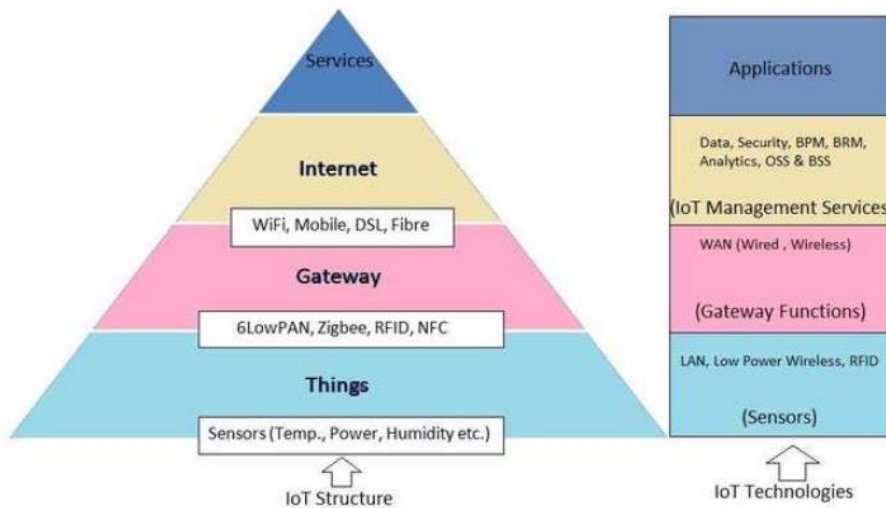 Services
Internet
WiFi, Mobile, DSL, Fibre
Gateway
6LowPAN, Zigbee, RFID, NFC
Things
Sensors (Temp., Power, Humidity etc.)
IoT Structure
Applications
Data, Security, BPM, BRM,
Analytics, OSS & BSS
(IoT Management Services
WAN (Wired , Wireless)
(Gateway Functions)
LAN, Low Power Wireless, RFID
(Sensors)
IoT Technologies